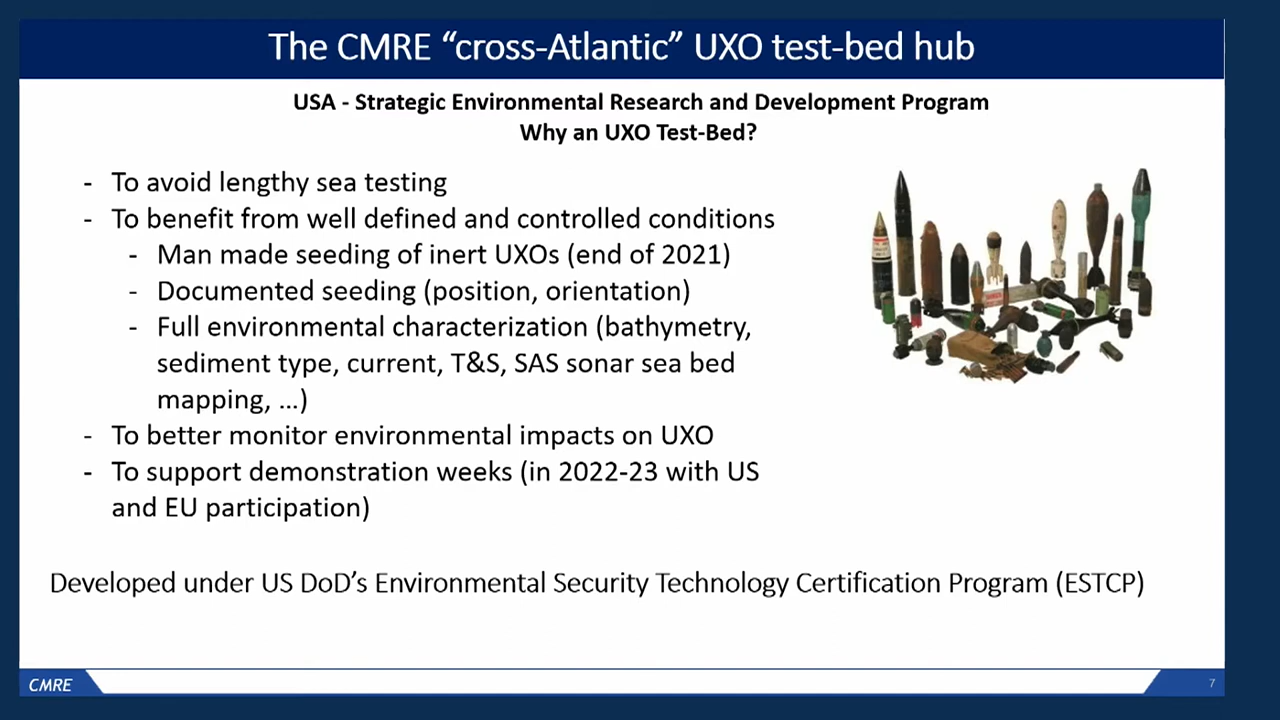 The CMRE “cross-Atlantic” UXO test-bed hub
USA - Strategic Environmental Research and Development Program
Why an UXO Test-Bed?
- To avoid lengthy sea testing
- To benefit from well defined and controlled conditions
- Man made seeding of inert UXOs (end of 2021)
- Documented seeding (position, orientation)
- Full environmental characterization (bathymetry,
sediment type, current, T&S, SAS sonar sea bed
mapping, …)
- To better monitor environmental impacts on UXO
- To support demonstration weeks (in 2022-23 with US
and EU participation)
Developed under US DoD’s Environmental Security Technology Certification Program (ESTCP)
CMRE
7